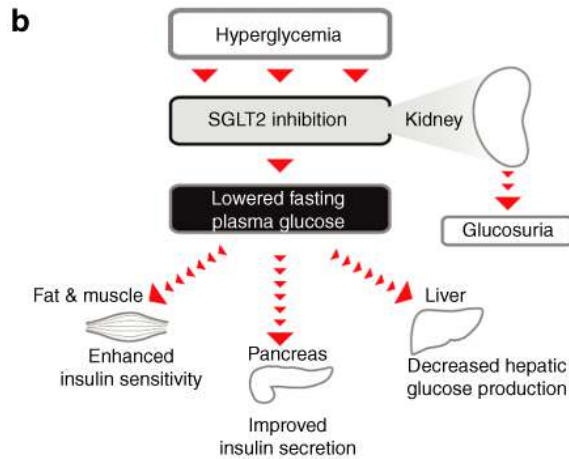 b
Hyperglycemia
SGLT2 inhibition
Kidney
Lowered fasting
plasma glucose
Glucosuria
Fat & muscle
Enhanced
insulin sensitivity
Pancreas
Improved
insulin secretion
Liver
Decreased hepatic
glucose production